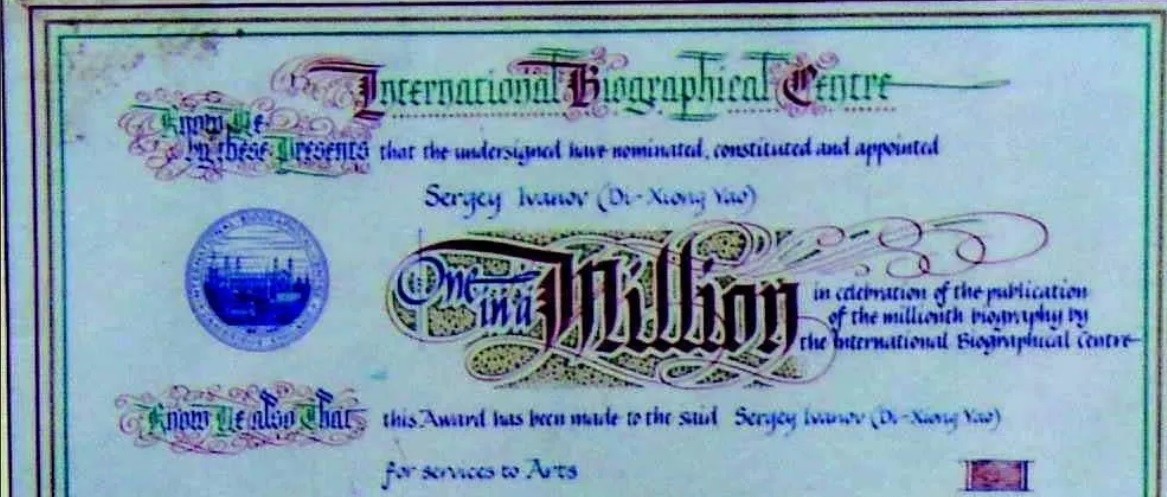 International Biographical Centre
Know Ye
by these Presents that the undersigned have nominated, constituted and appointed
Sergey Ivanov (Di-Xiong Yao)
One in a Million
in celebration of the publication
of the millionth biography by
the International Biographical Centre
INTERNATIONAL BIOGRAPHICAL CENTRE
Know Ye also That this Award has been made to the said Sergey Ivanov (Di-Xiong Yao)
for services to Arts